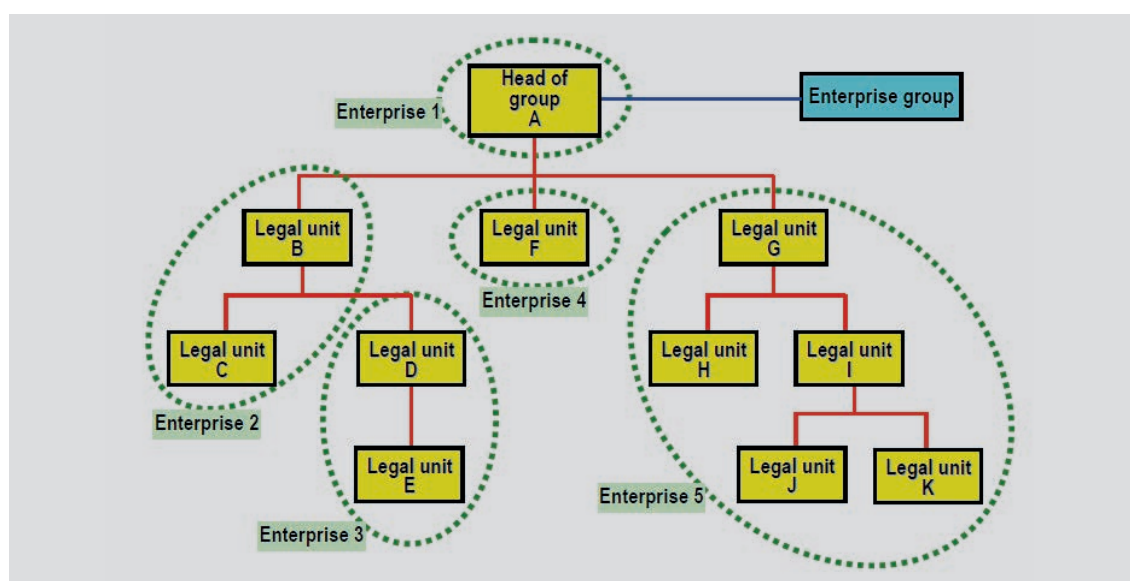 Head of
group
A
Enterprise group
Enterprise 1
Legal unit
B
Legal unit
F
Legal unit
G
Enterprise 4
Legal unit
C
Legal unit
D
Legal unit
H
Legal unit
I
Enterprise 2
Legal unit
E
Legal unit
J
Legal unit
K
Enterprise 5
Enterprise 3